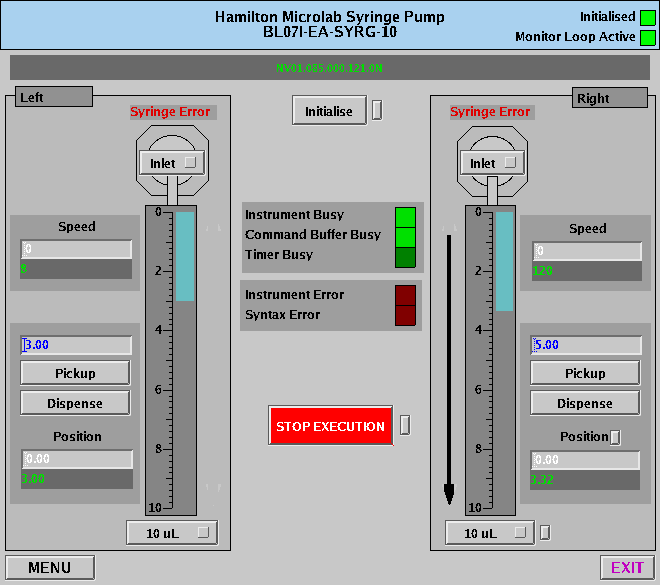 Hamilton Microlab Syringe Pump
BL07I-EA-SYRG-10
Initialised
Monitor Loop Active
NV01.085,000.121.0N
Left
Syringe Error
Inlet
Speed
0
8
3.00
Pickup
Dispense
Position
0.00
3.00
0
2
4
6
8
10
10 uL
Initialise
Instrument Busy
Command Buffer Busy
Timer Busy
Instrument Error
Syntax Error
STOP EXECUTION
Right
Syringe Error
Inlet
0
2
4
6
8
10
10 uL
Speed
0
120
5.00
Pickup
Dispense
Position
0.00
3.32
MENU
EXIT